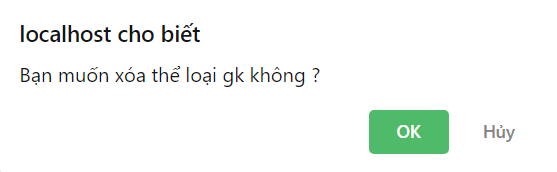 localhost cho biết
Bạn muốn xóa thể loại gk không ?
OK
Hủy